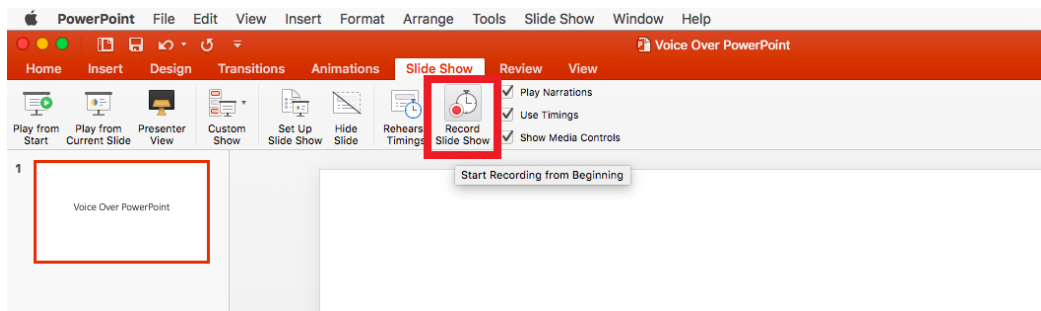 PowerPoint File Edit View Insert Format Arrange Tools Slide Show Window Help
Voice Over PowerPoint
Home Insert Design Transitions Animations Slide Show Review View
Play from Start
Play from Current Slide
Presenter View
Custom Show
Set Up Slide Show
Hide Slide
Rehearse Timings
Record Slide Show
Play Narrations
Use Timings
Show Media Controls
Start Recording from Beginning
1
Voice Over PowerPoint